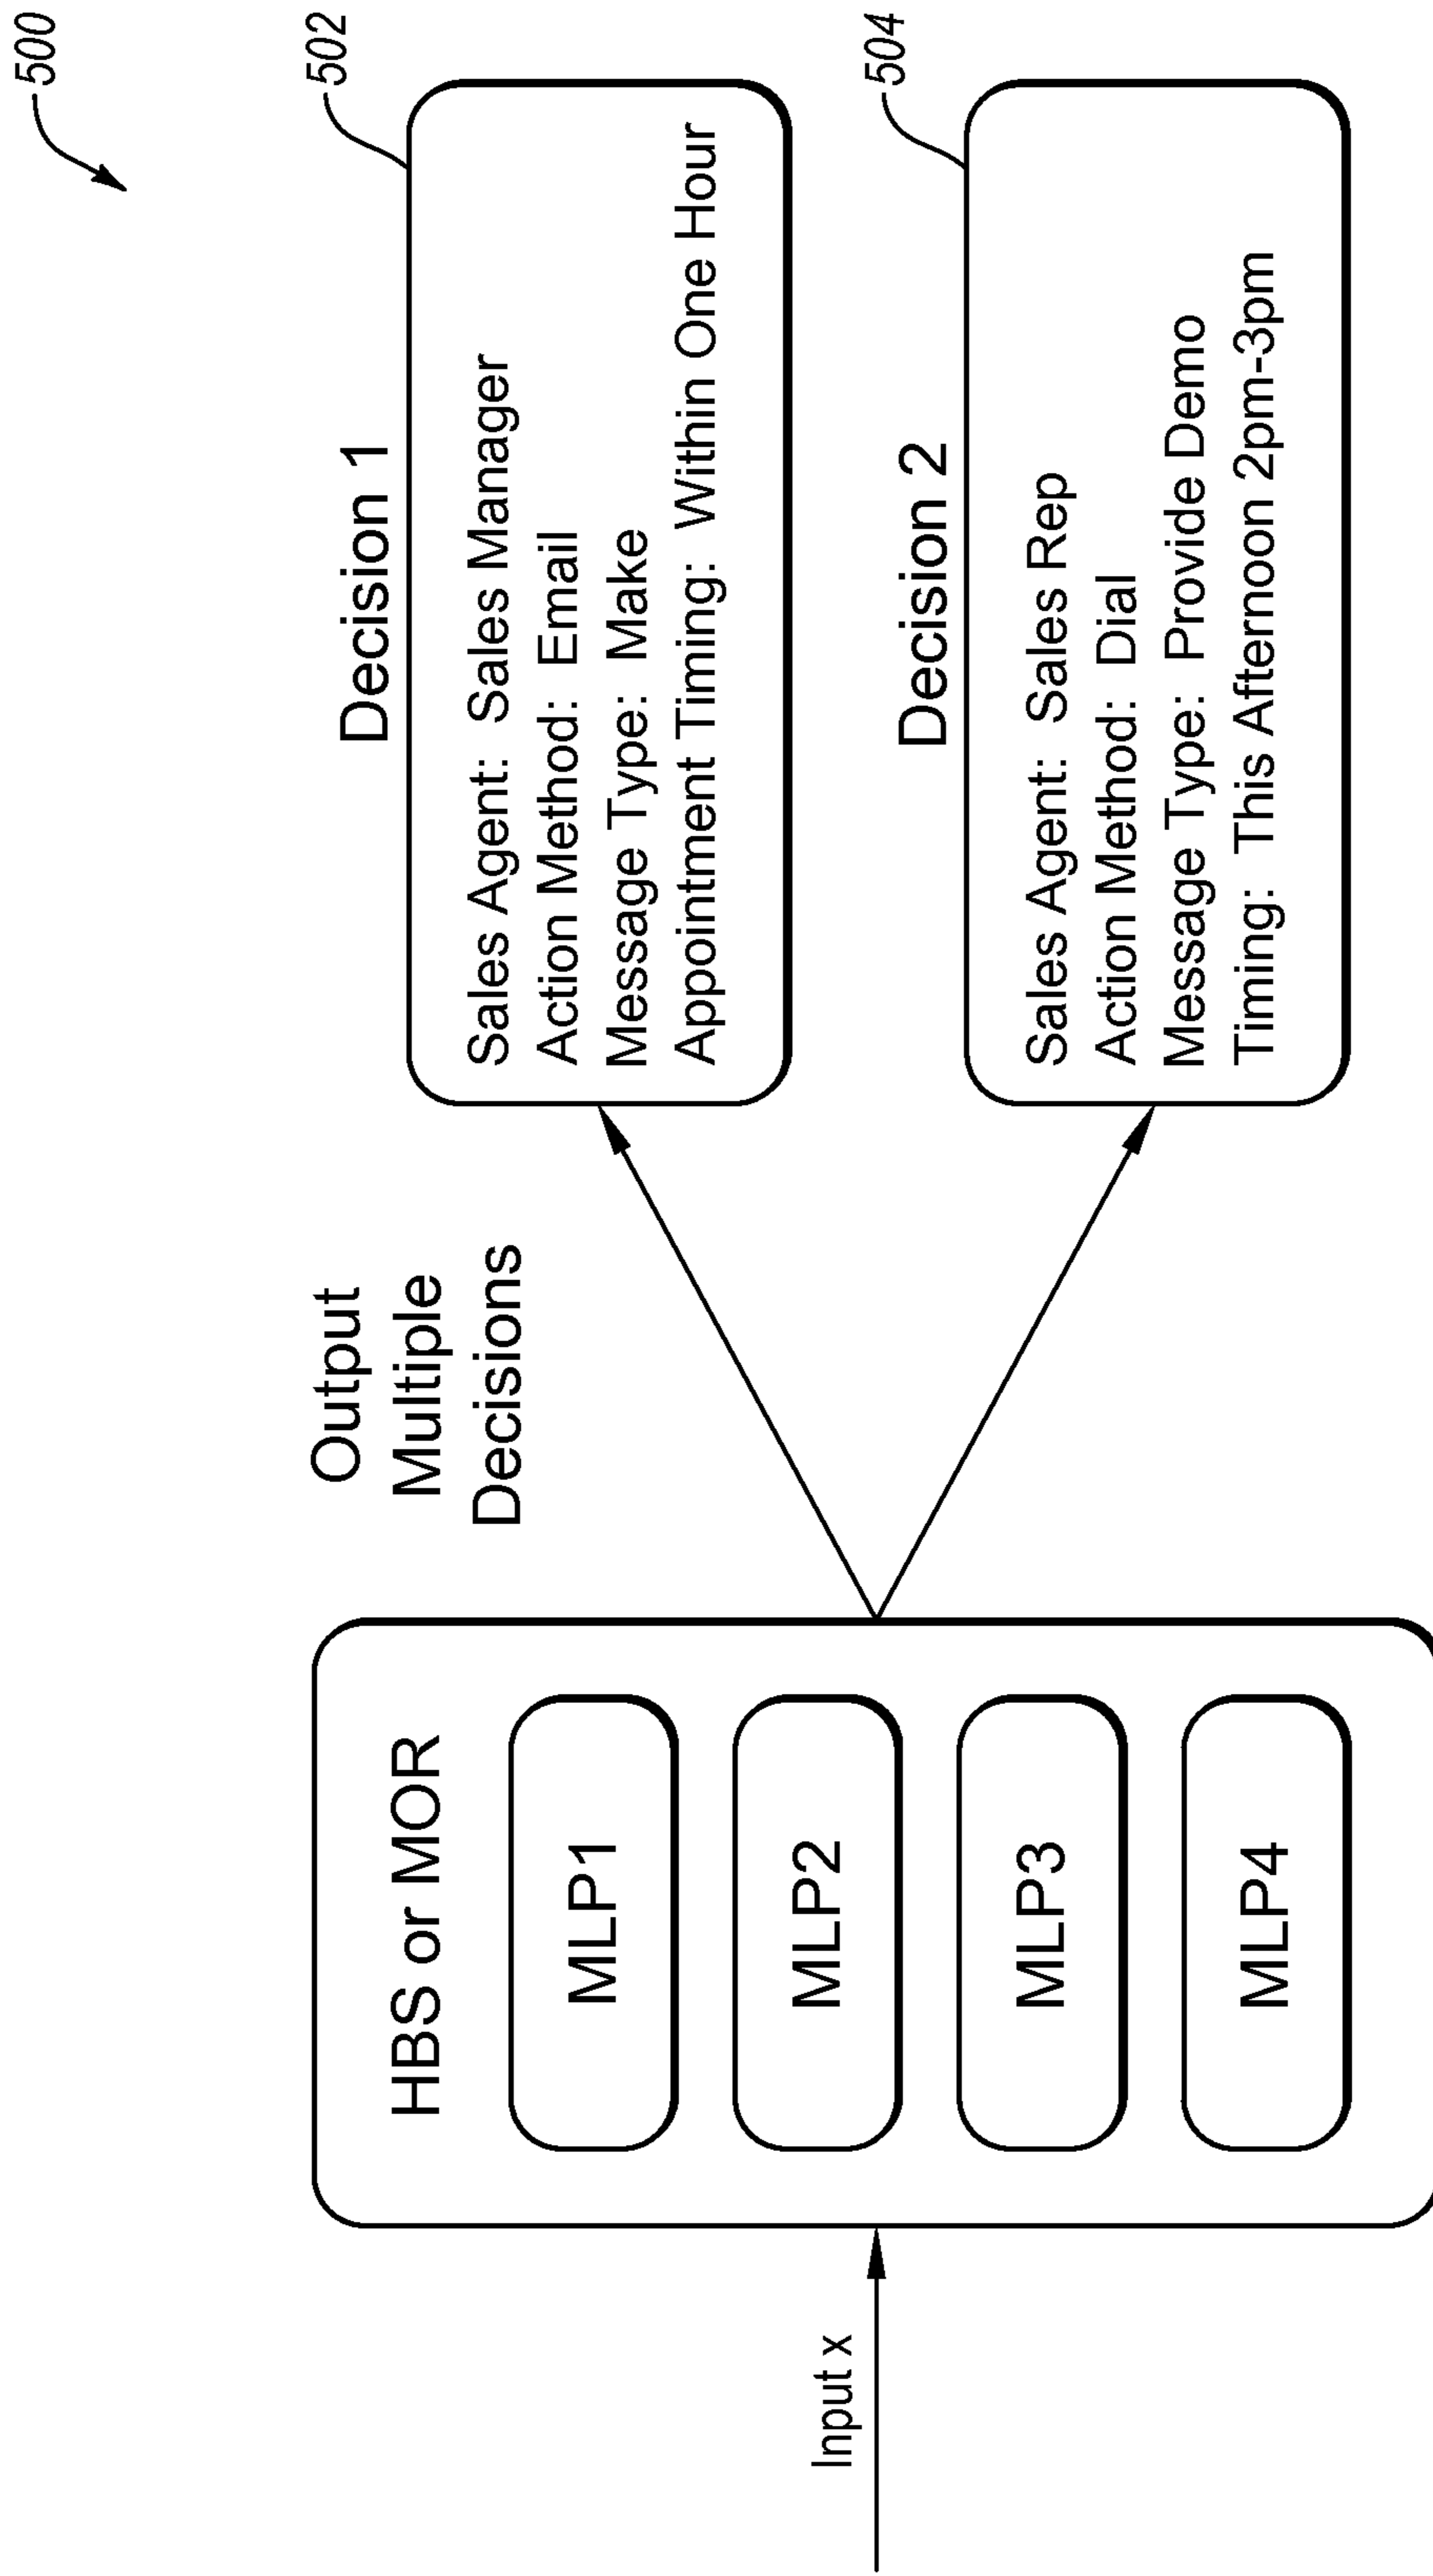 500
Input x
HBS or MOR
MLP1
MLP2
MLP3
MLP4
Output
Multiple
Decisions
Decision 1
502
Sales Agent: Sales Manager
Action Method: Email
Message Type: Make
Appointment Timing: Within One Hour
Decision 2
504
Sales Agent: Sales Rep
Action Method: Dial
Message Type: Provide Demo
Timing: This Afternoon 2pm-3pm